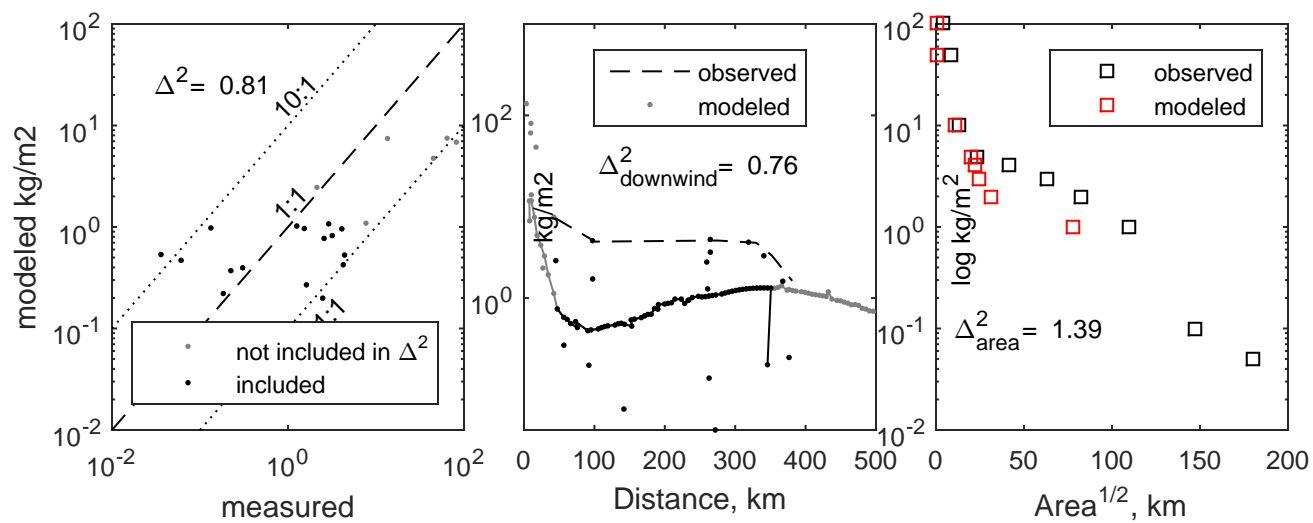 modeled kg/m2
10^2
10^1
10^0
10^-1
10^-2
Δ^2= 0.81
10:1
1:1
1:1
not included in Δ^2
included
10^-2
10^0
10^2
measured
10^2
10^0
kg/m2
observed
modeled
Δ^2_downwind= 0.76
0 100 200 300 400 500
Distance, km
10^2
10^1
10^0
10^-1
10^-2
log kg/m^2
observed
modeled
Δ^2_area= 1.39
0 50 100 150 200
Area^1/2, km